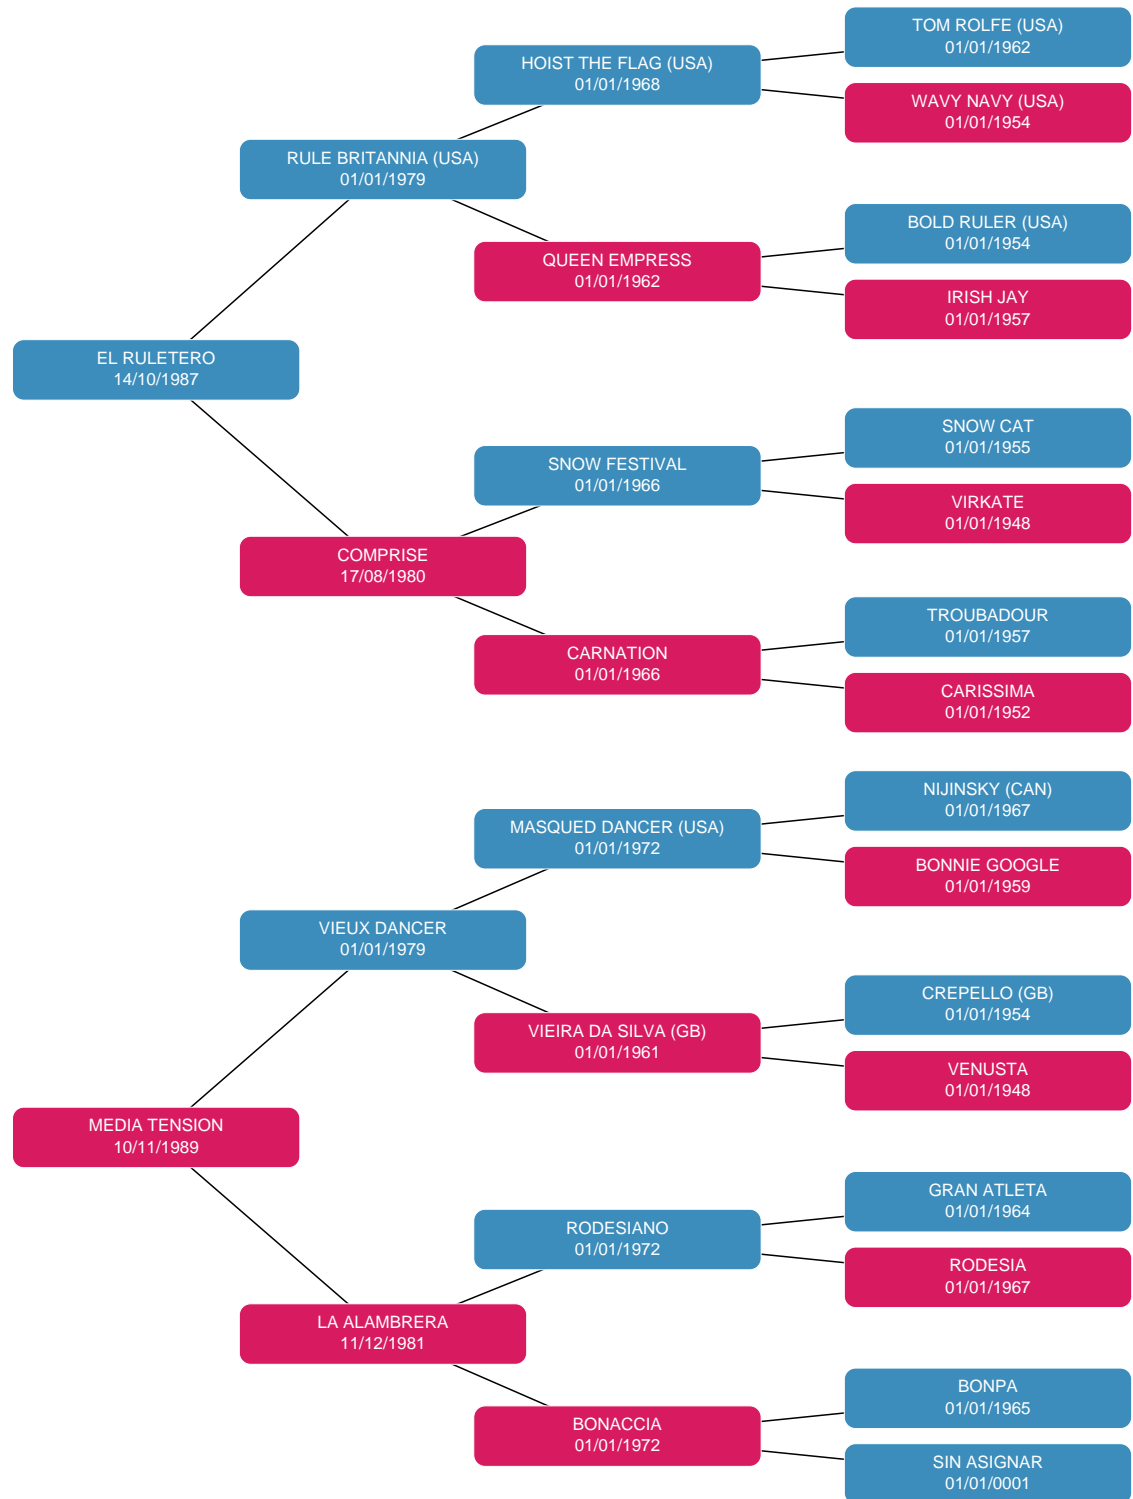 TOM ROLFE (USA)
01/01/1962
HOIST THE FLAG (USA)
01/01/1968
WAVY NAVY (USA)
01/01/1954
RULE BRITANNIA (USA)
01/01/1979
BOLD RULER (USA)
01/01/1954
QUEEN EMPRESS
01/01/1962
IRISH JAY
01/01/1957
EL RULETERO
14/10/1987
SNOW CAT
01/01/1955
SNOW FESTIVAL
01/01/1966
VIRKATE
01/01/1948
COMPRISE
17/08/1980
TROUBADOUR
01/01/1957
CARNATION
01/01/1966
CARISSIMA
01/01/1952
NIJINSKY (CAN)
01/01/1967
MASQUED DANCER (USA)
01/01/1972
BONNIE GOOGLE
01/01/1959
VIEUX DANCER
01/01/1979
CREPELLO (GB)
01/01/1954
VIEIRA DA SILVA (GB)
01/01/1961
VENUSTA
01/01/1948
MEDIA TENSION
10/11/1989
GRAN ATLETA
01/01/1964
RODESIANO
01/01/1972
RODESIA
01/01/1967
LA ALAMBRERA
11/12/1981
BONPA
01/01/1965
BONACCIA
01/01/1972
SIN ASIGNAR
01/01/0001